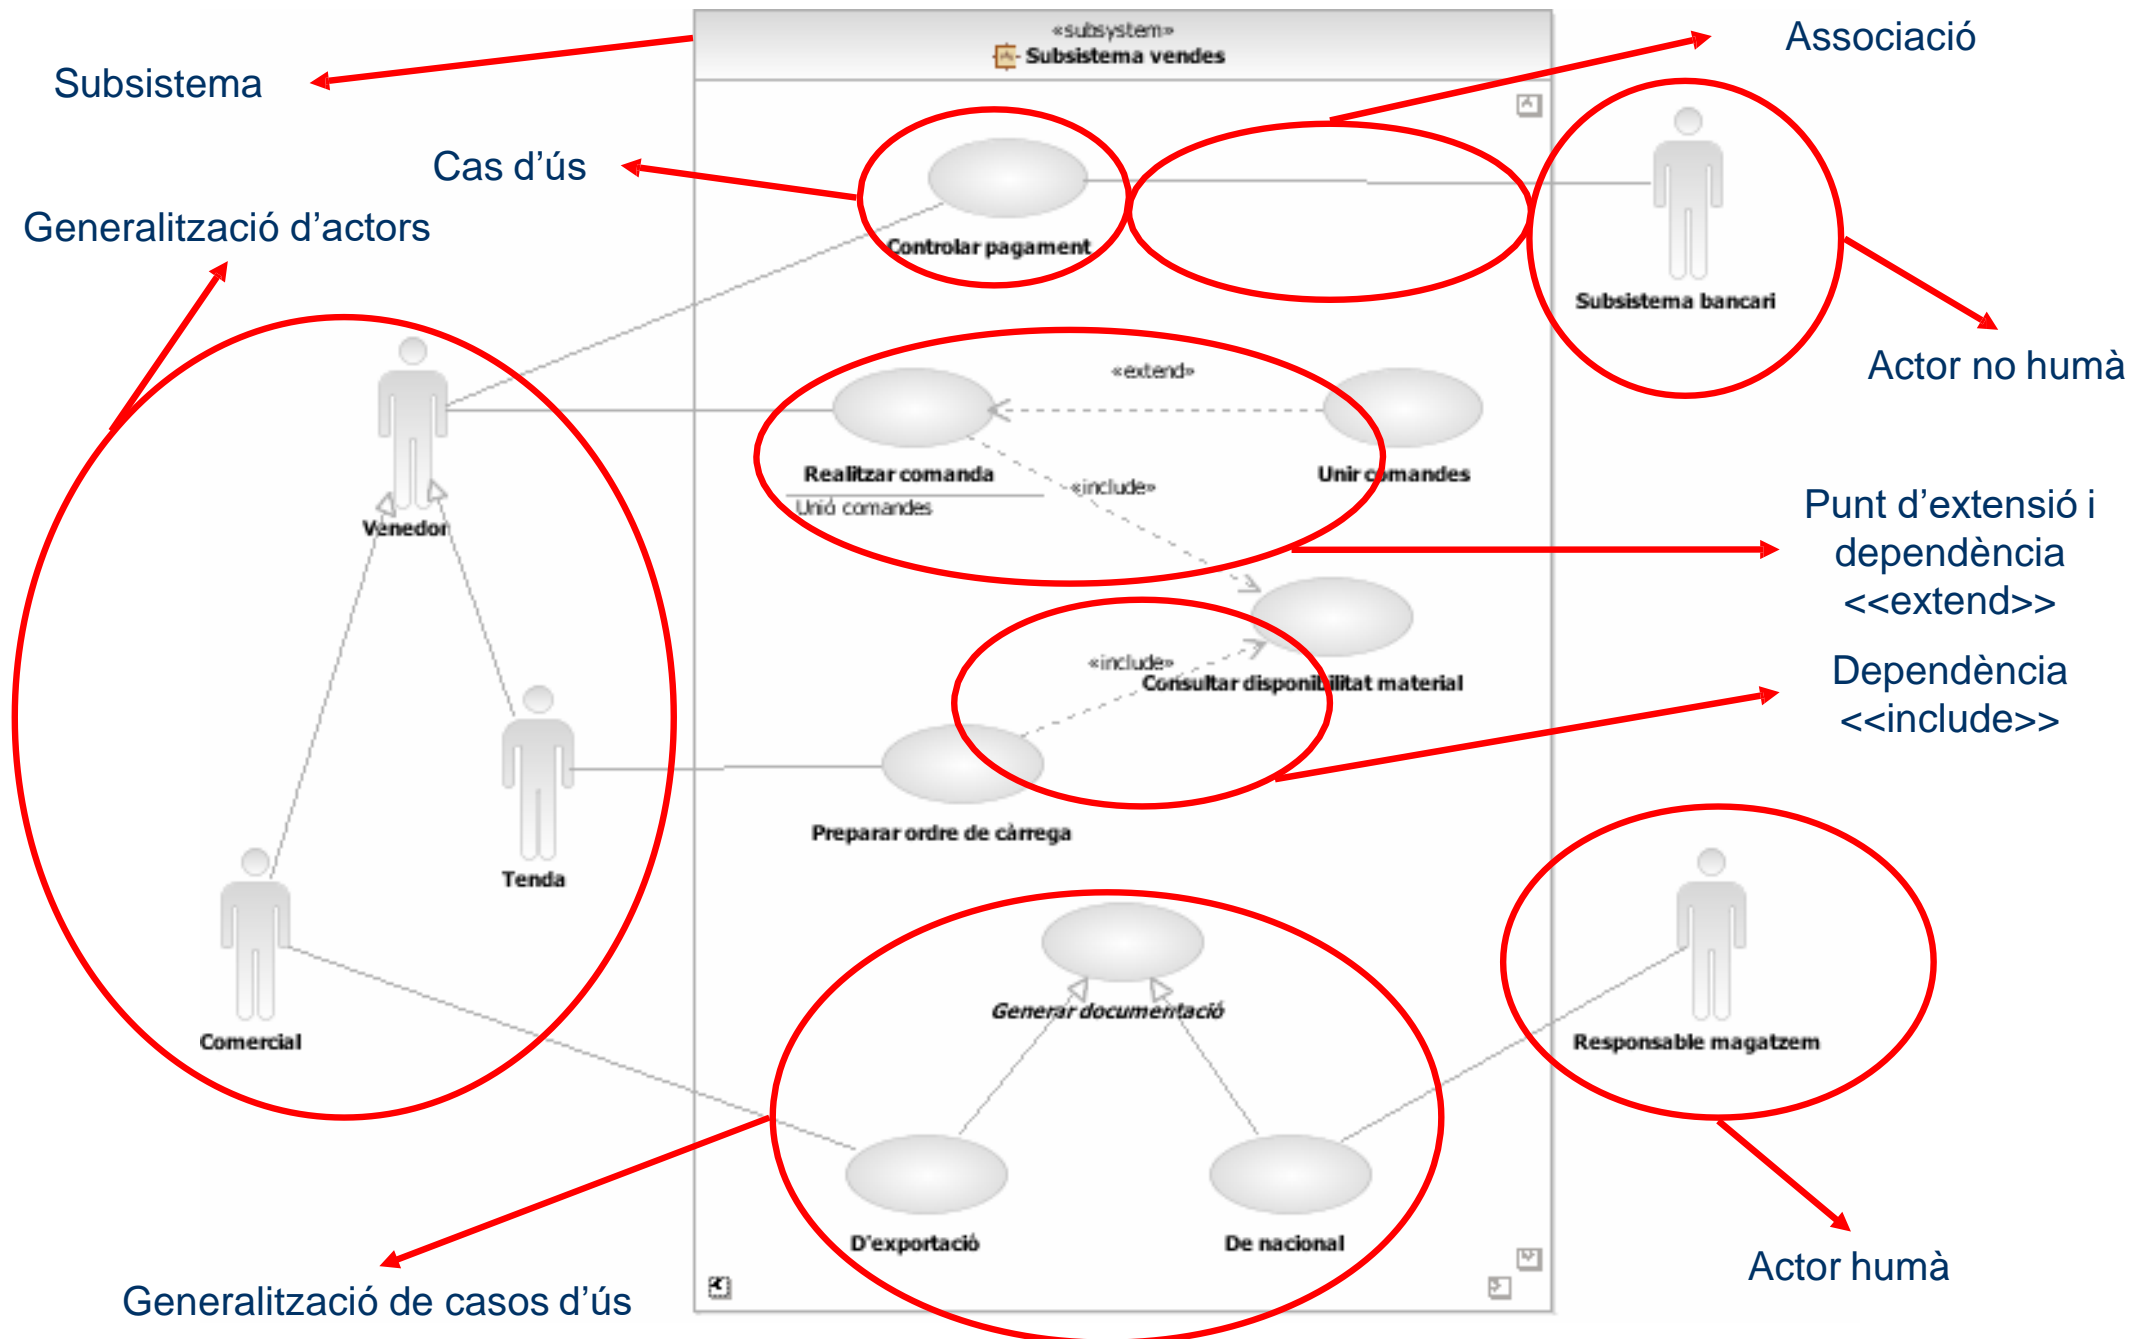 «subsystem»
Subsistema vendes
Associació
Subsistema
Cas d’ús
Generalització d’actors
Controlar pagament
Subsistema bancari
Actor no humà
«extend»
Realitzar comanda
Unir comandes
«include»
Unió comandes
Venedor
Punt d’extensió i
dependència
<<extend>>
«include»
Consultar disponibilitat material
Dependència
<<include>>
Preparar ordre de càrrega
Tenda
Generar documentació
Comercial
Responsable magatzem
D'exportació
De nacional
Actor humà
Generalització de casos d’ús